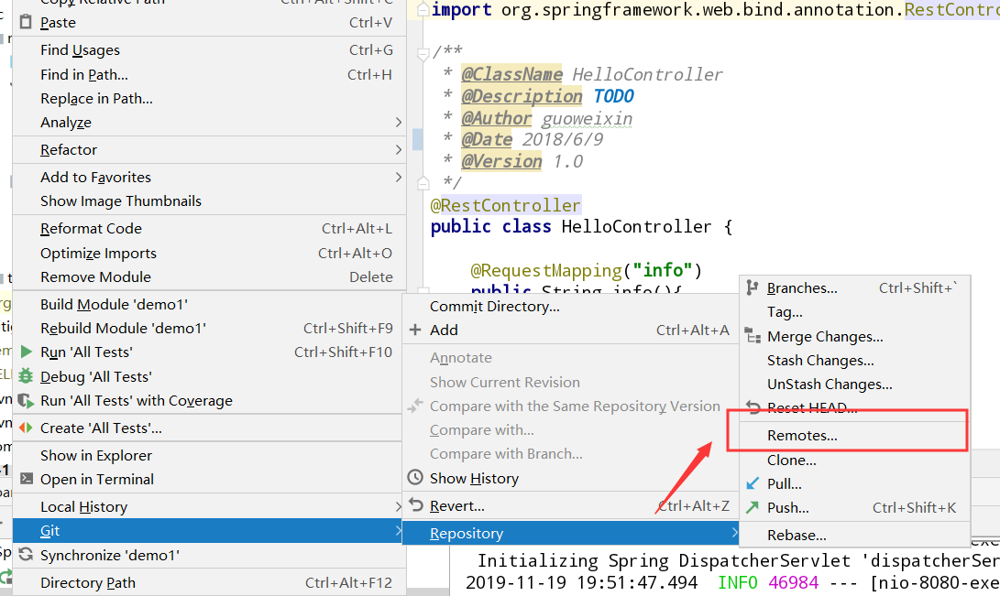 Copy Relative Path Ctrl+Alt+Shift+C
Paste Ctrl+V
Find Usages Ctrl+G
Find in Path... Ctrl+H
Replace in Path...
Analyze
Refactor
Add to Favorites
Show Image Thumbnails
Reformat Code Ctrl+Alt+L
Optimize Imports Ctrl+Alt+O
Remove Module Delete
Build Module 'demo1'
Rebuild Module 'demo1' Ctrl+Shift+F9
Run 'All Tests' Ctrl+Shift+F10
Debug 'All Tests'
Run 'All Tests' with Coverage
Create 'All Tests'...
Show in Explorer
Open in Terminal
Local History
Git
Synchronize 'demo1'
Directory Path Ctrl+Alt+F12
import org.springframework.web.bind.annotation.RestContro
/**
* @ClassName HelloController
* @Description TODO
* @Author guoweixin
* @Date 2018/6/9
* @Version 1.0
*/
@RestController
public class HelloController {
@RequestMapping("info")
public String info(){
Commit Directory...
Add Ctrl+Alt+A
Annotate
Show Current Revision
Compare with the Same Repository Version
Compare with...
Compare with Branch...
Show History
Revert... Ctrl+Alt+Z
Repository
Branches... Ctrl+Shift+`
Tag...
Merge Changes...
Stash Changes...
UnStash Changes...
Reset HEAD...
Remotes...
Clone...
Pull...
Push... Ctrl+Shift+K
Rebase...
Initializing Spring DispatcherServlet 'dispatcherSer
2019-11-19 19:51:47.494 INFO 46984 --- [nio-8080-exe